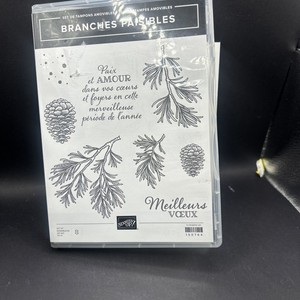 BRANCHES PAISIBLES
Paix
et AMOUR
dans vos cœurs
et foyers en cette
merveilleuse
période de l'année
Meilleurs
VŒUX